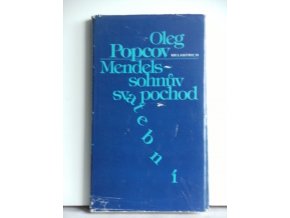 Oleg
Popcov
Mendels-
sohnův
svatební
pochod